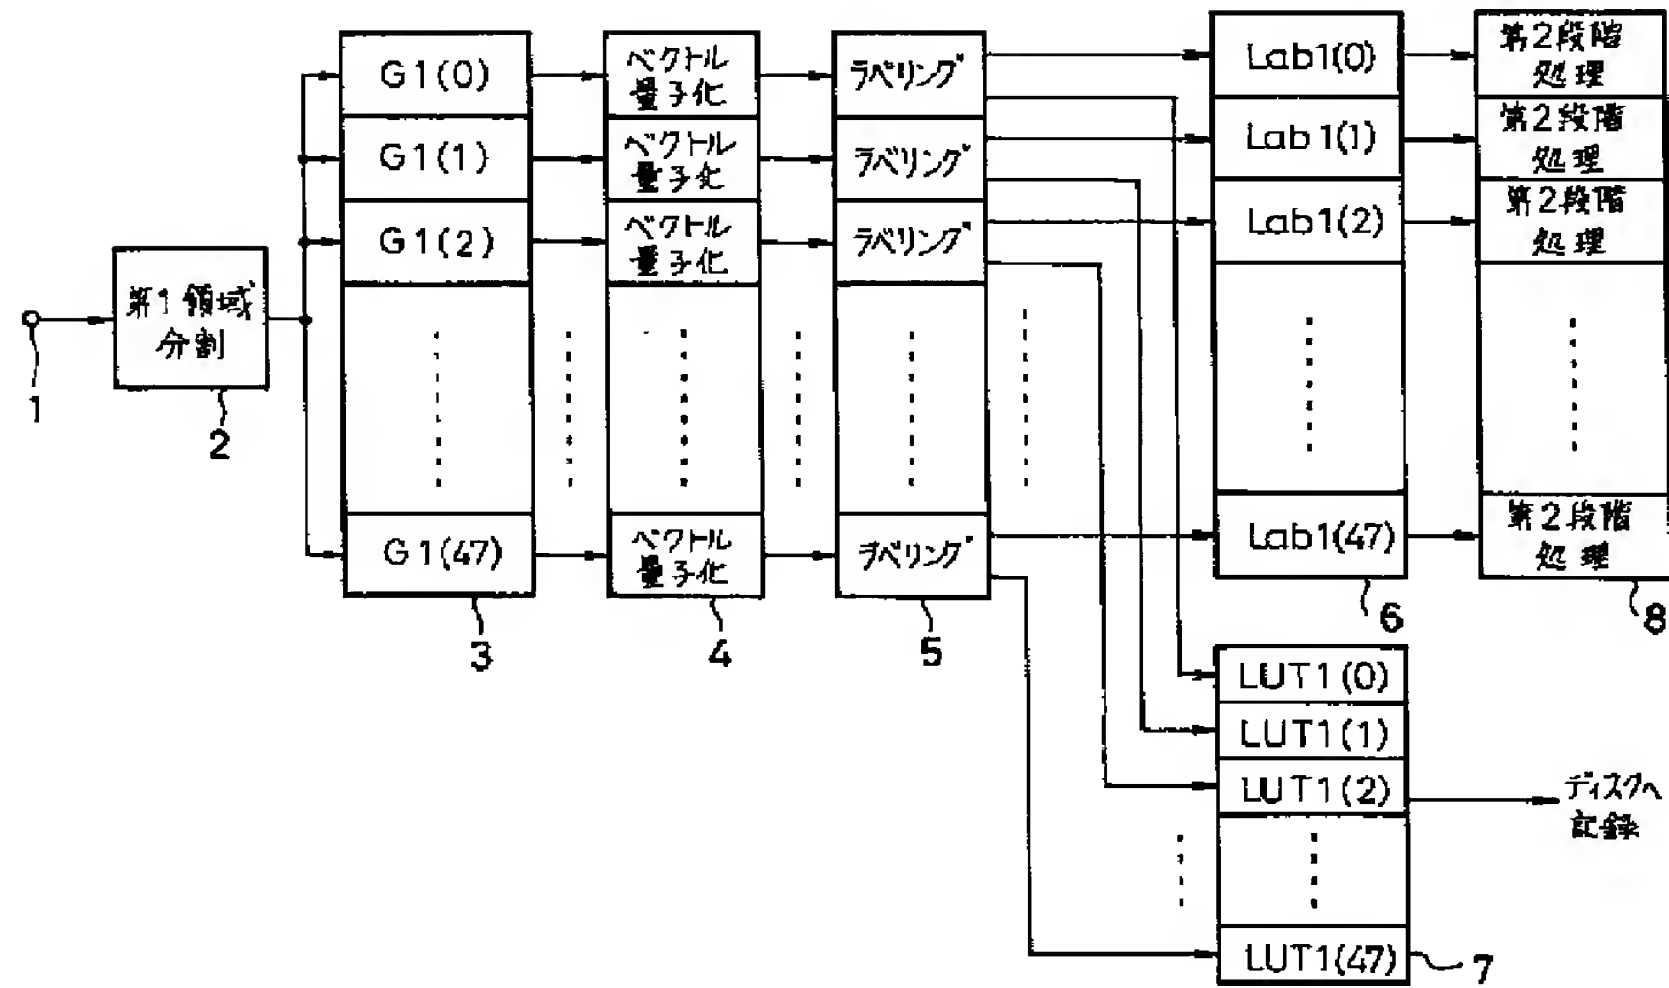 1
第1領域
分割
2
G1(0)
G1(1)
G1(2)
G1(47)
3
ベクトル
量子化
ベクトル
量子化
ベクトル
量子化
ベクトル
量子化
4
ラベリング
ラベリング
ラベリング
ラベリング
5
Lab1(0)
Lab1(1)
Lab1(2)
Lab1(47)
6
第2段階
処理
第2段階
処理
第2段階
処理
第2段階
処理
8
LUT1(0)
LUT1(1)
LUT1(2)
LUT1(47)
7
ディスクへ
記録